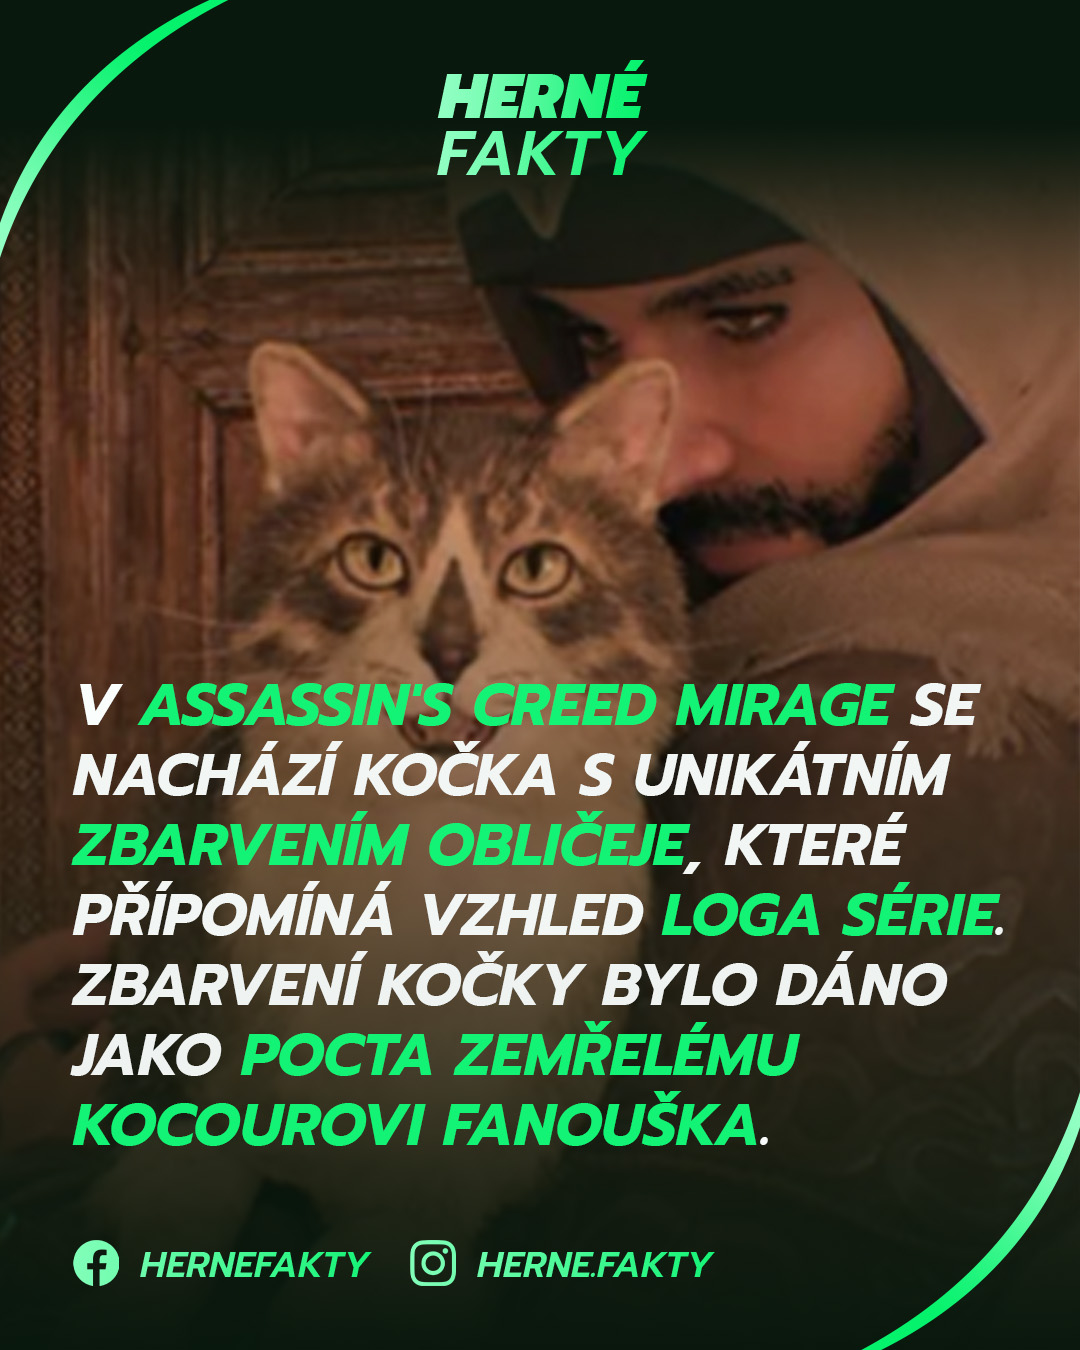 HERNÉ
FAKTY
V ASSASSIN'S CREED MIRAGE SE
NACHÁZÍ KOČKA S UNIKÁTNÍM
ZBARVENÍM OBLIČEJE, KTERÉ
PŘÍPOMÍNÁ VZHLED LOGA SÉRIE.
ZBARVENÍ KOČKY BYLO DÁNO
JAKO POCTA ZEMŘELÉMU
KOCOUROVI FANOUŠKA.
HERNEFAKTY HERNE.FAKTY